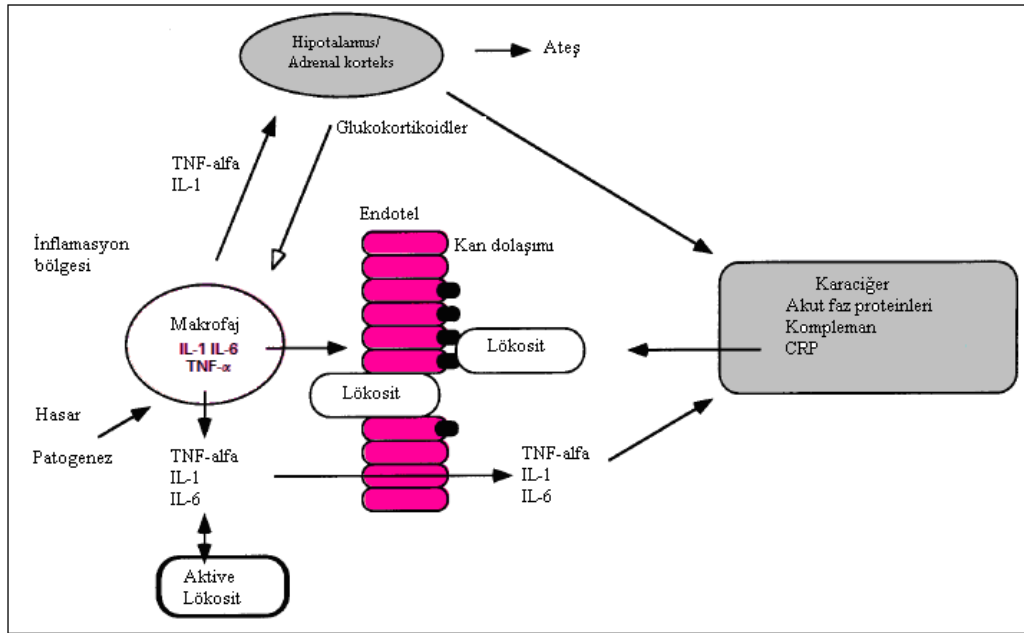 Hipotalamus/
Adrenal korteks
Ateş
Glukokortikoidler
TNF-alfa
IL-1
Endotel
Kan dolaşımı
İnflamasyon
bölgesi
Makrofaj
IL-1 IL-6
TNF-α
Lökosit
Lökosit
Karaciğer
Akut faz proteinleri
Kompleman
CRP
Hasar
Patogenez
TNF-alfa
IL-1
IL-6
TNF-alfa
IL-1
IL-6
Aktive
Lökosit